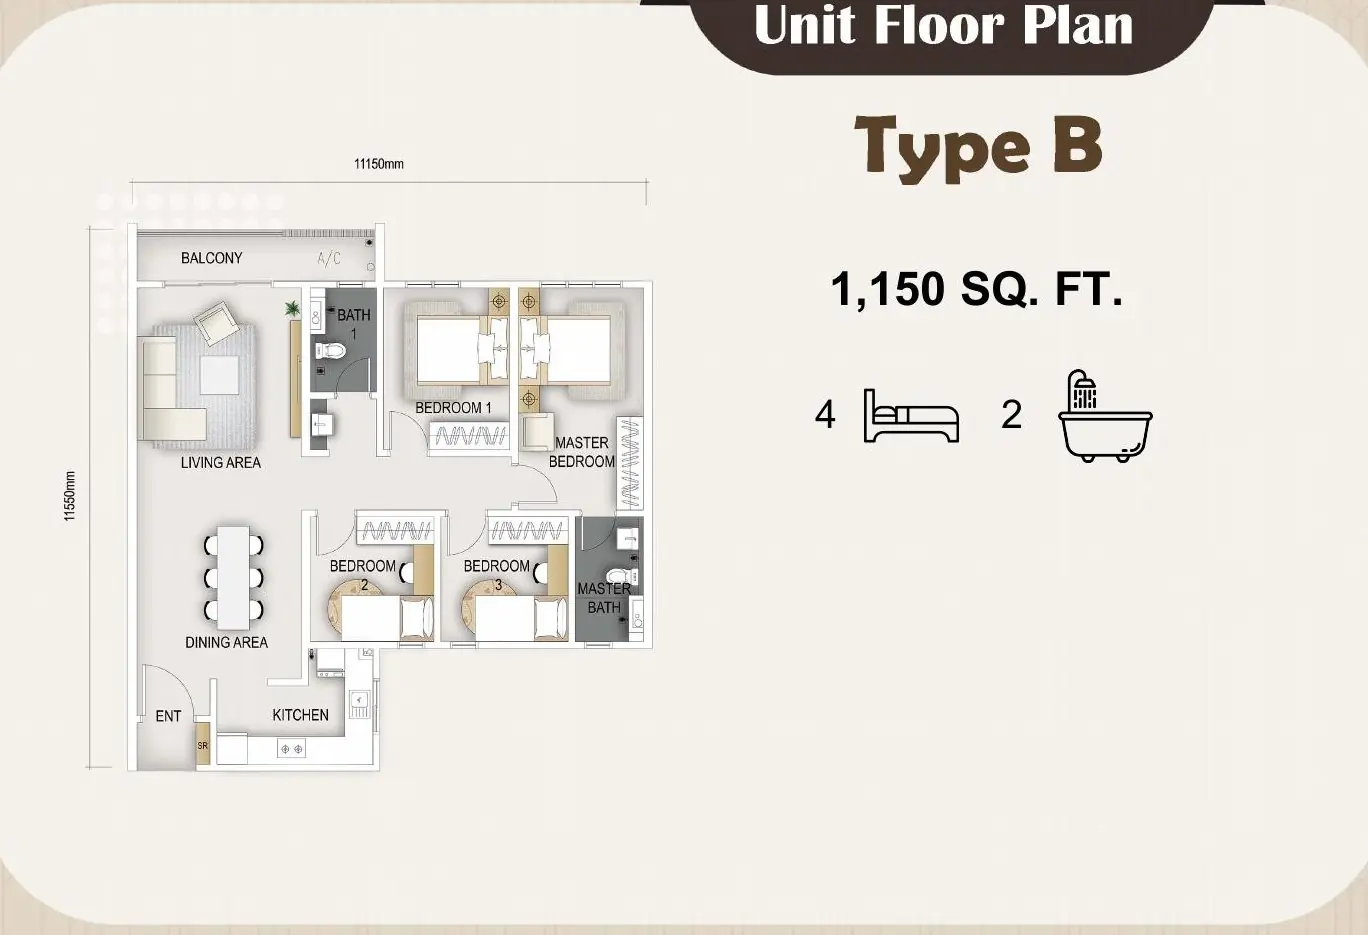 Unit Floor Plan
Type B
11150mm
1,150 SQ. FT.
4
2
11550mm
BALCONY
A/C
BATH
1
BEDROOM 1
MASTER
BEDROOM
LIVING AREA
BEDROOM
2
BEDROOM
3
MASTER
BATH
DINING AREA
ENT
KITCHEN
SR